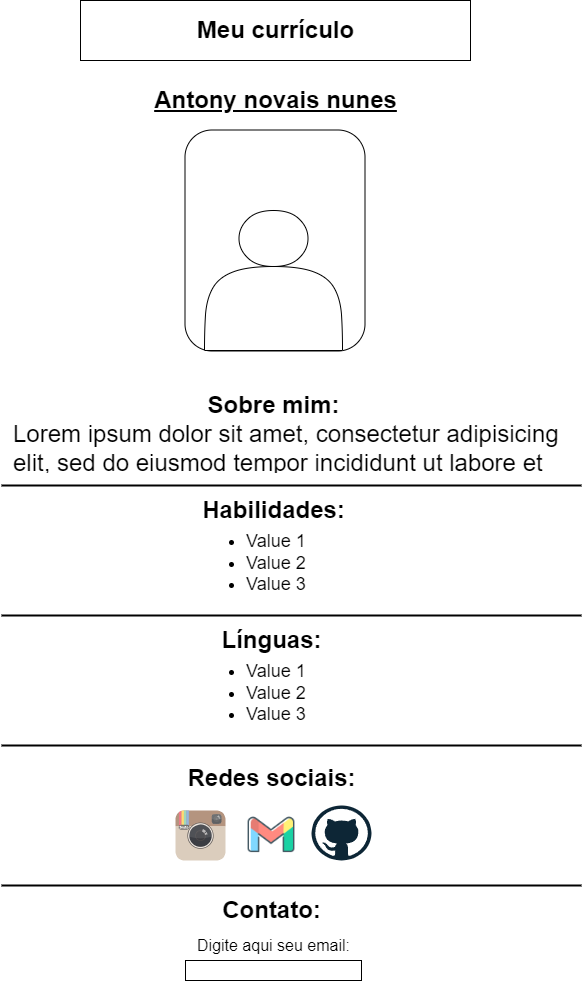 Meu currículo
Antony novais nunes
Sobre mim:
Lorem ipsum dolor sit amet, consectetur adipisicing
elit, sed do eiusmod tempor incididunt ut labore et
Habilidades:
• Value 1
• Value 2
• Value 3
Línguas:
• Value 1
• Value 2
• Value 3
Redes sociais:
Contato:
Digite aqui seu email: